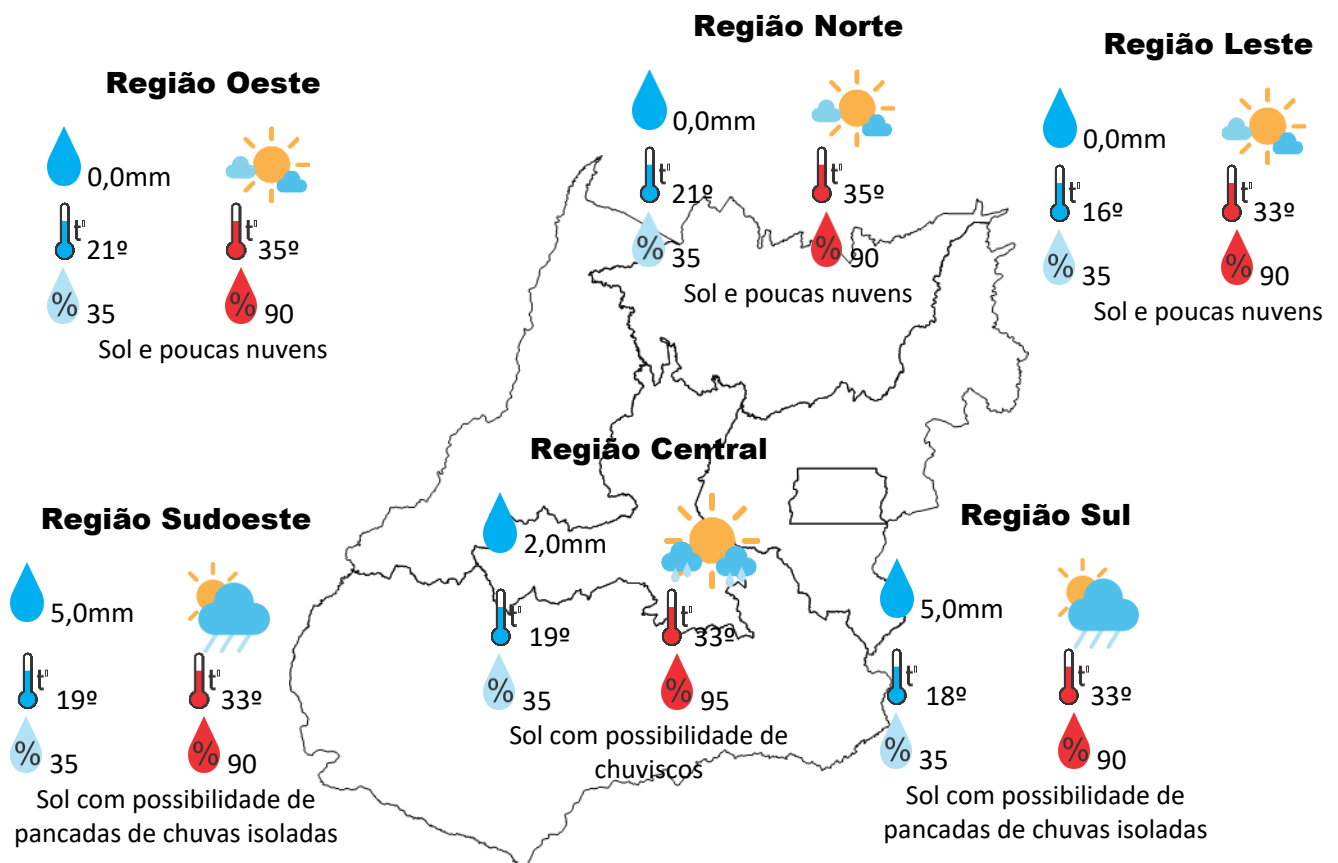 Região Norte
0,0mm
t°
21º
t°
35º
%
35
%
90
Sol e poucas nuvens
Região Leste
0,0mm
t°
16º
t°
33º
%
35
%
90
Sol e poucas nuvens
Região Oeste
0,0mm
t°
21º
t°
35º
%
35
%
90
Sol e poucas nuvens
Região Central
2,0mm
t°
19º
t°
33º
%
35
%
95
Sol com possibilidade de
chuviscos
Região Sudoeste
5,0mm
t°
19º
t°
33º
%
35
%
90
Sol com possibilidade de
pancadas de chuvas isoladas
Região Sul
5,0mm
t°
18º
t°
33º
%
35
%
90
Sol com possibilidade de
pancadas de chuvas isoladas